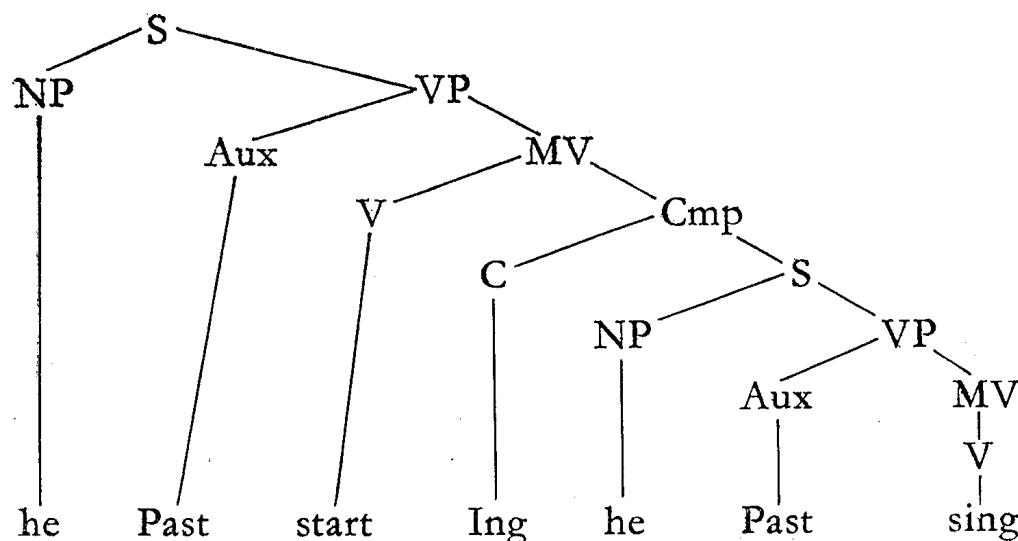 S
NP VP
Aux MV
V Cmp
C S
NP VP
Aux MV
V
he Past start Ing he Past sing